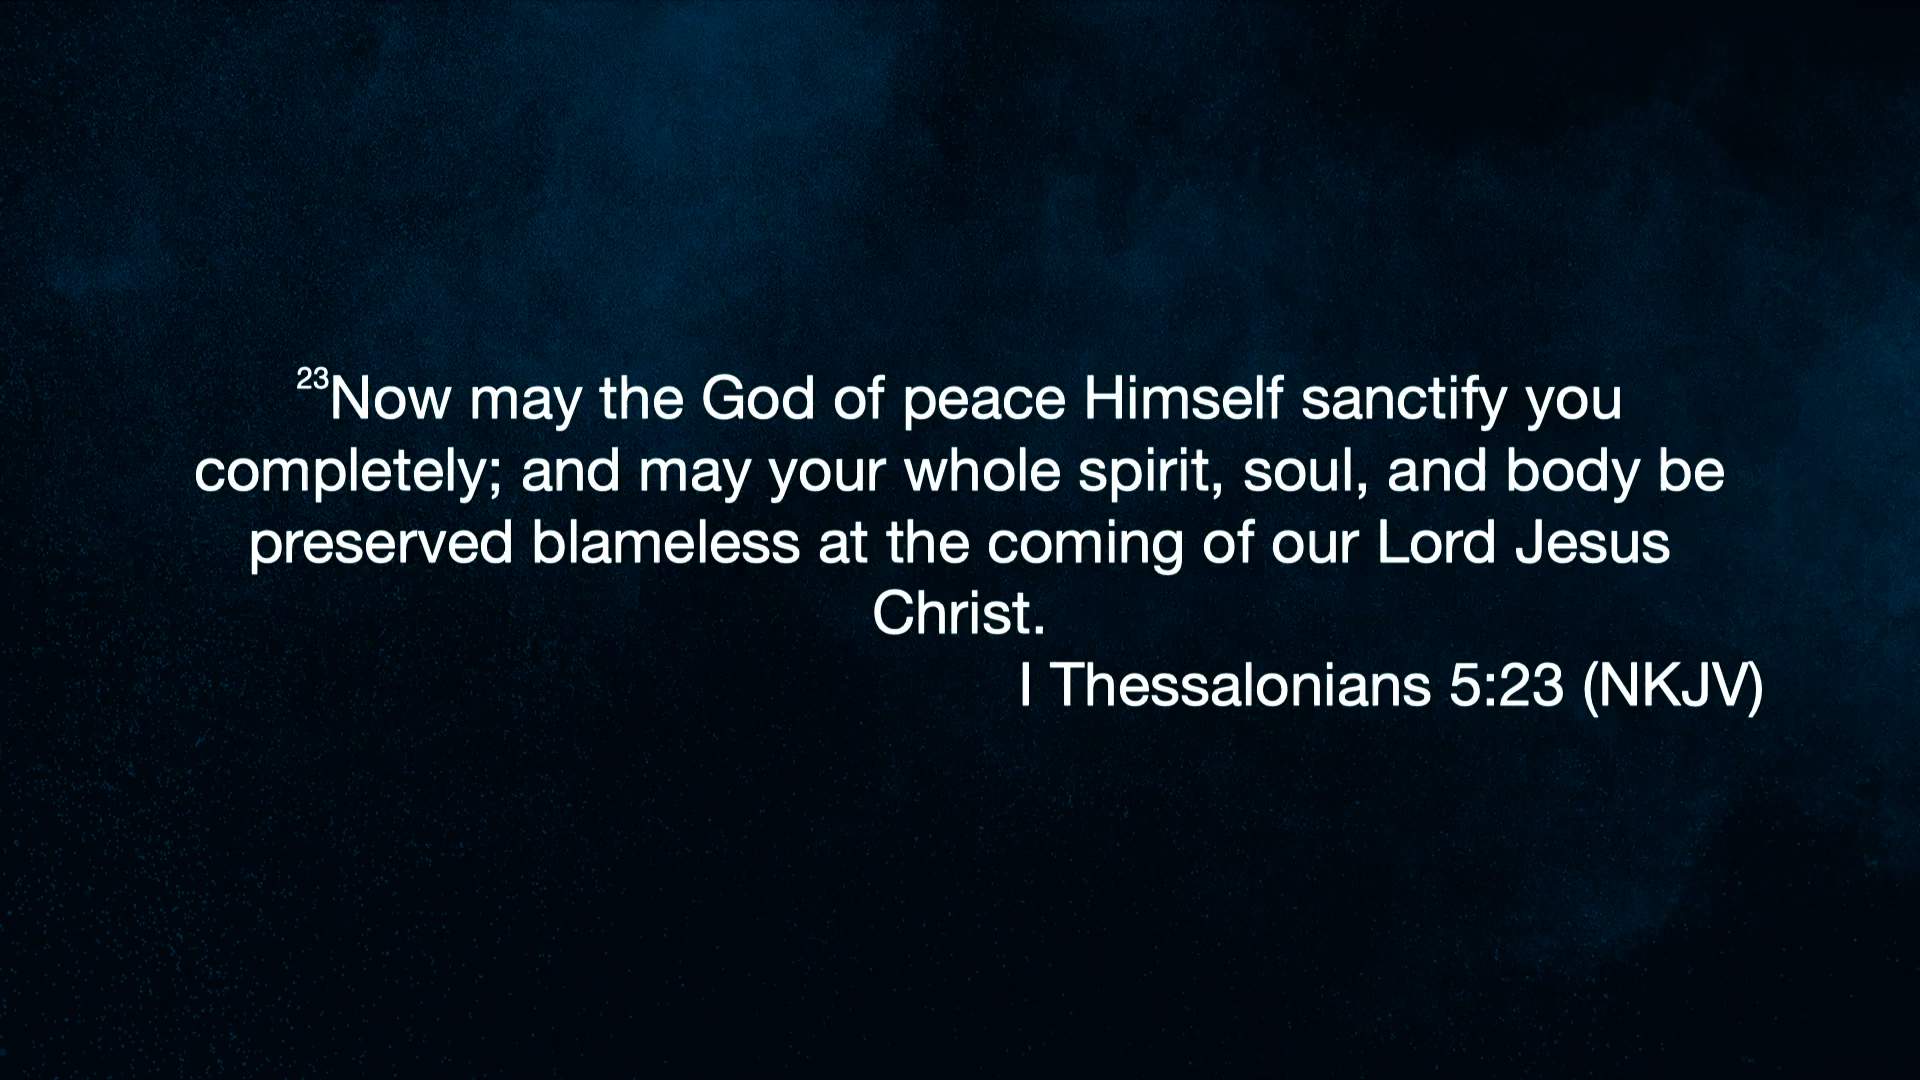 ²³Now may the God of peace Himself sanctify you
completely; and may your whole spirit, soul, and body be
preserved blameless at the coming of our Lord Jesus
Christ.
I Thessalonians 5:23 (NKJV)